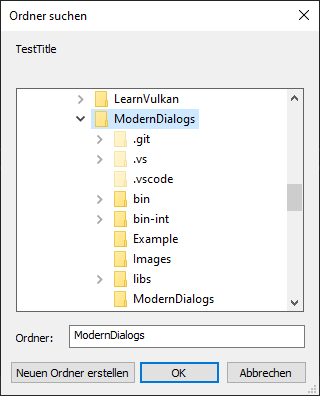 Ordner suchen
TestTitle
LearnVulkan
ModernDialogs
.git
.vs
.vscode
bin
bin-int
Example
Images
libs
ModernDialogs
Ordner: ModernDialogs
Neuen Ordner erstellen OK Abbrechen